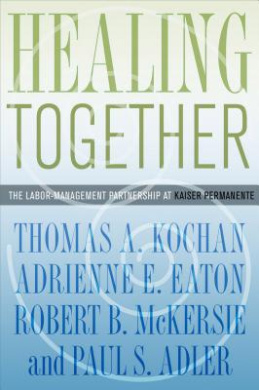 HEALING
TOGETHER
THE LABOR-MANAGEMENT PARTNERSHIP AT KAISER PERMANENTE
THOMAS A. KOCHAN
ADRIENNE E. EATON
ROBERT B. McKERSIE
and PAUL S. ADLER